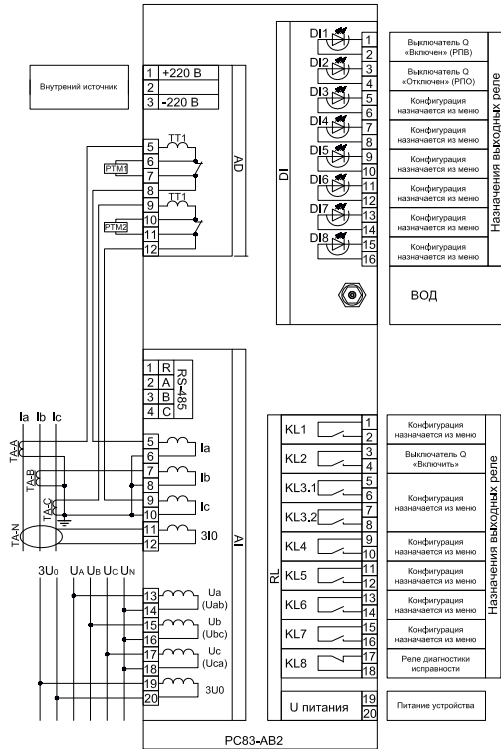 Внутрений источник
1 +220 В
2
3 -220 В
5 TT1
6
PTM1
7
8
9 TT1
10
PTM2
11
12
AD
DI1
DI2
DI3
DI4
DI5
DI6
DI7
DI8
DI
1
2
3
4
5
6
7
8
9
10
11
12
13
14
15
16
Выключатель Q
«Включен» (РПВ)
Выключатель Q
«Отключен» (РПО)
Конфигурация
назначается из меню
Конфигурация
назначается из меню
Конфигурация
назначается из меню
Конфигурация
назначается из меню
Конфигурация
назначается из меню
Конфигурация
назначается из меню
Назначения выходных реле
ВОД
1 R
2 A
3 B
4 C
RS-485
Ia Ib Ic
TA-A
TA-B
TA-C
TA-N
5
6
Ia
7
8
Ib
9
10
Ic
11
12
3I0
AI
3U0 UA UB UC UN
13
14
Ua
(Uab)
15
16
Ub
(Ubc)
17
18
Uc
(Uca)
19
20
3U0
RL
KL1
1
2
Конфигурация
назначается из меню
KL2
3
4
Выключатель Q
«Включить»
KL3.1
5
6
KL3,2
7
8
Конфигурация
назначается из меню
KL4
9
10
Конфигурация
назначается из меню
KL5
11
12
Конфигурация
назначается из меню
KL6
13
14
Конфигурация
назначается из меню
KL7
15
16
Конфигурация
назначается из меню
KL8
17
18
Реле диагностики
исправности
Назначения выходных реле
U питания
19
20
Питание устройства
РС83-АВ2